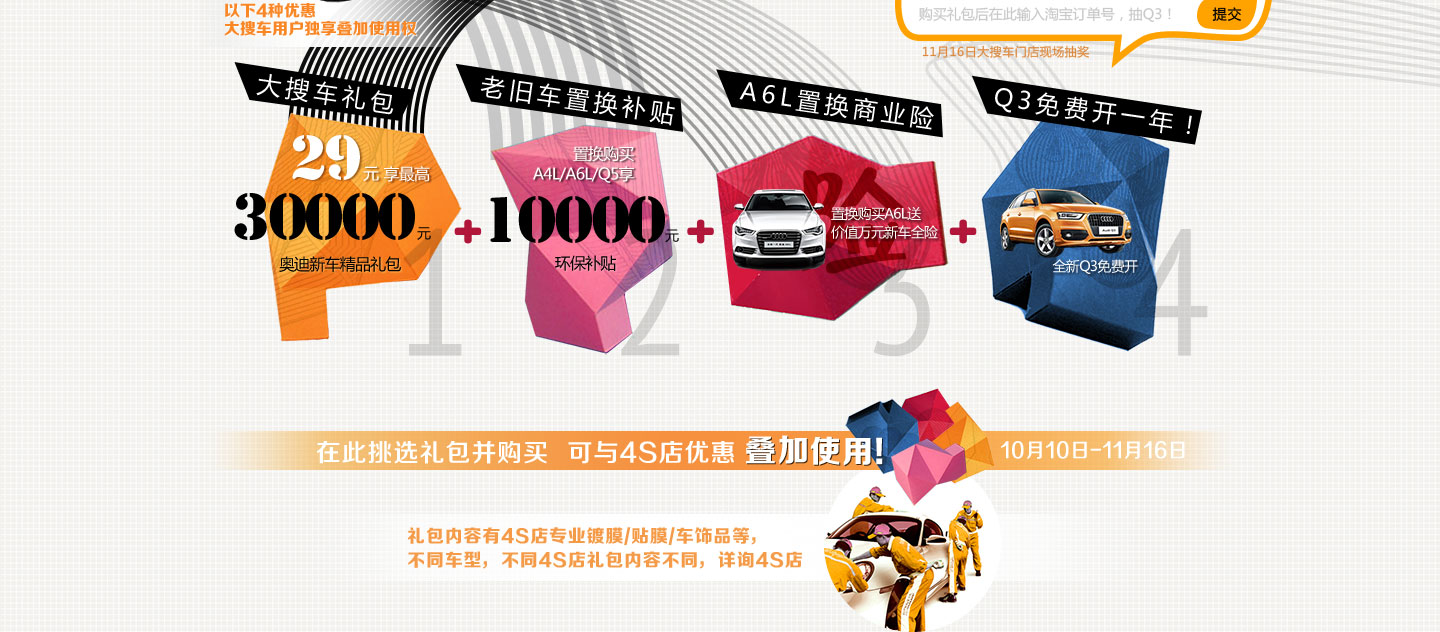 以下4种优惠
大搜车用户独享叠加使用权
购买礼包后在此输入淘宝订单号，抽Q3！
提交
11月16日大搜车门店现场抽奖
大搜车礼包
29元 享最高
30000元
奥迪新车精品礼包
1
+
老旧车置换补贴
置换购买
A4L/A6L/Q5享
10000元
环保补贴
2
+
A6L置换商业险
险
置换购买A6L送
价值万元新车全险
3
+
Q3免费开一年！
全新Q3免费开
4
在此挑选礼包并购买 可与4S店优惠 叠加使用!
10月10日-11月16日
礼包内容有4S店专业镀膜/贴膜/车饰品等，
不同车型，不同4S店礼包内容不同，详询4S店